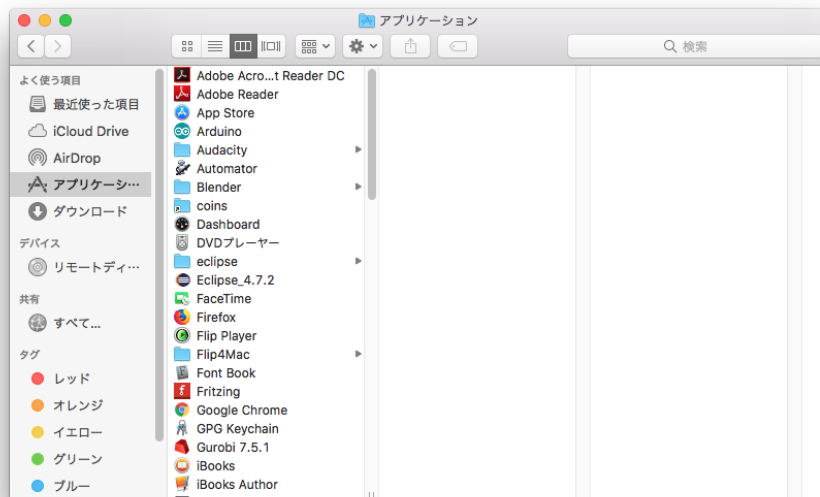 アプリケーション
検索
よく使う項目
最近使った項目
iCloud Drive
AirDrop
アプリケーシ…
ダウンロード
デバイス
リモートディ…
共有
すべて...
タグ
レッド
オレンジ
イエロー
グリーン
ブルー
Adobe Acro...t Reader DC
Adobe Reader
App Store
Arduino
Audacity
Automator
Blender
coins
Dashboard
DVDプレーヤー
eclipse
Eclipse_4.7.2
FaceTime
Firefox
Flip Player
Flip4Mac
Font Book
Fritzing
Google Chrome
GPG Keychain
Gurobi 7.5.1
iBooks
iBooks Author